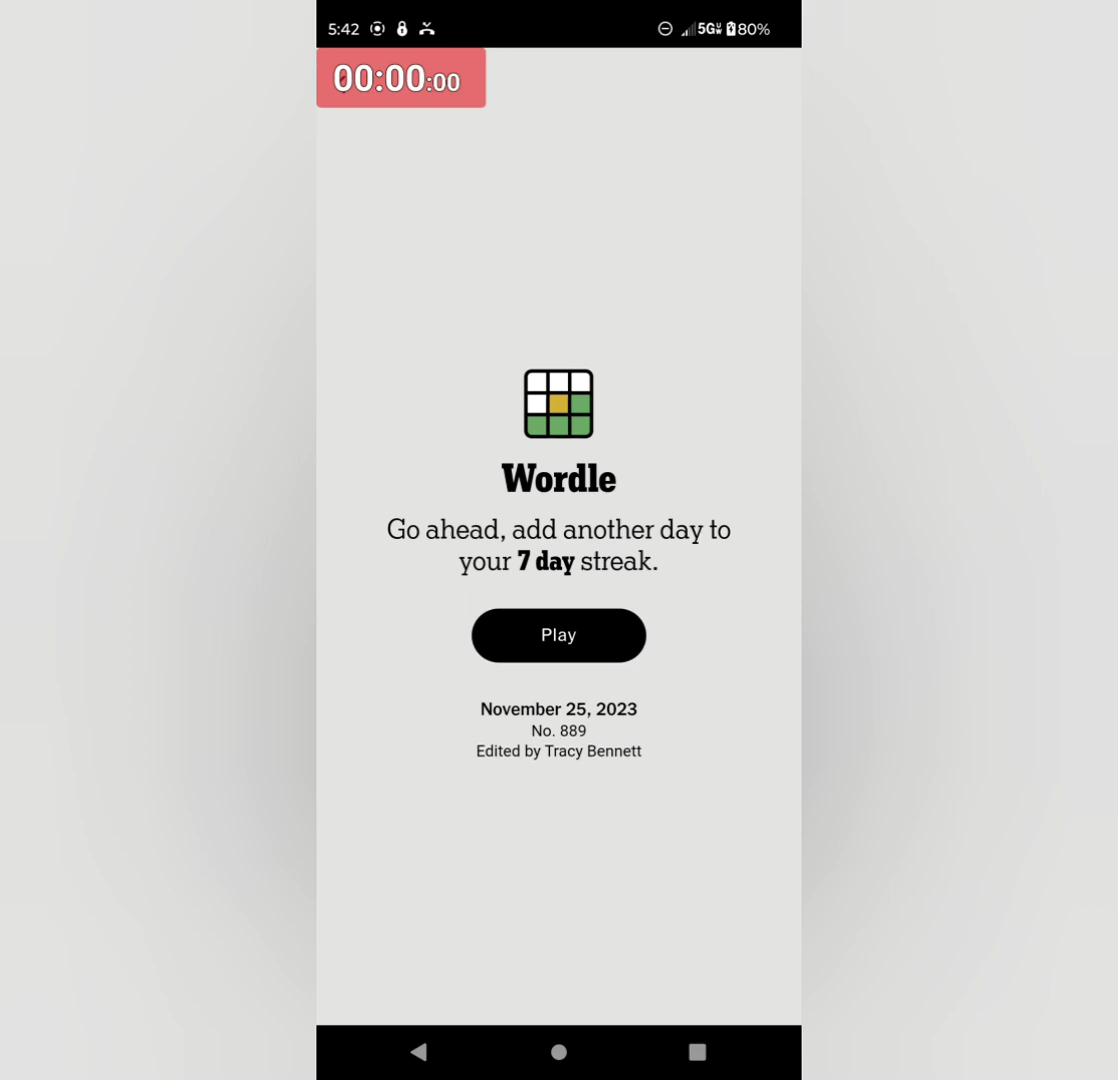 5:42 5G 80%
00:00:00
Wordle
Go ahead, add another day to
your 7 day streak.
Play
November 25, 2023
No. 889
Edited by Tracy Bennett